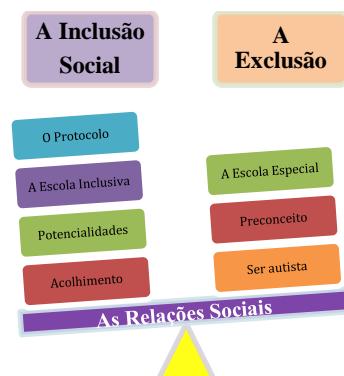 A Inclusão
Social
A
Exclusão
O Protocolo
A Escola Inclusiva
Potencialidades
Acolhimento
A Escola Especial
Preconceito
Ser autista
As Relações Sociais